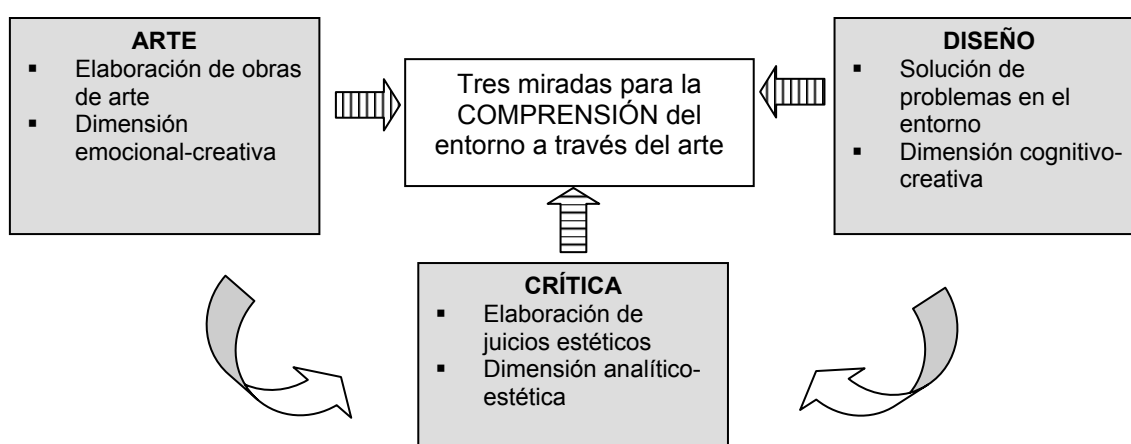 ARTE
▪ Elaboración de obras
de arte
▪ Dimensión
emocional-creativa
Tres miradas para la
COMPRENSIÓN del
entorno a través del arte
DISEÑO
▪ Solución de
problemas en el
entorno
▪ Dimensión cognitivo-
creativa
CRÍTICA
▪ Elaboración de
juicios estéticos
▪ Dimensión analítico-
estética